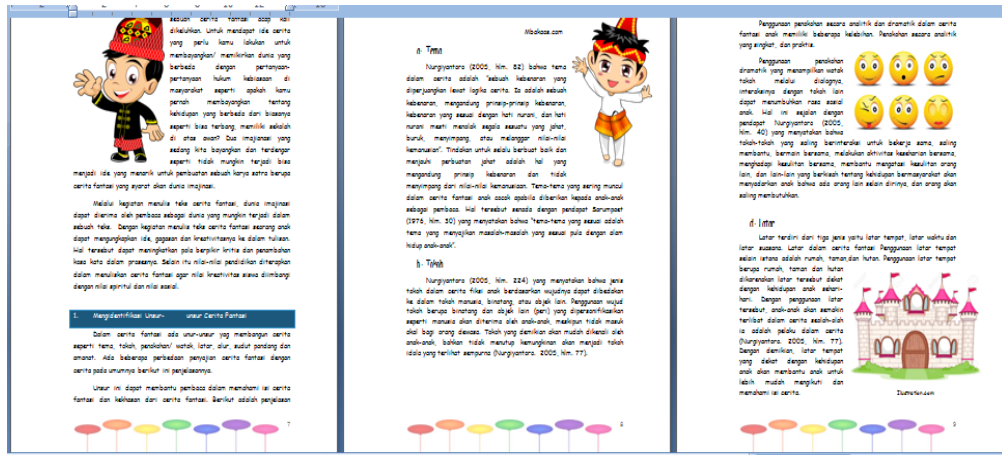 sebuah cerita fantasi acap kali
dikeluhkan. Untuk mendapat ide cerita
yang perlu kamu lakukan untuk
membayangkan/ memikirkan dunia yang
berbeda dengan pertanyaan-
pertanyaan hukum kebiasaan di
masyarakat seperti apakah kamu
pernah membayangkan tentang
kehidupan yang berbeda dari biasanya
seperti bisa terbang, memiliki sekolah
di atas awan? Dua imajinasi yang
sedang kita bayangkan dan terdengar
seperti tidak mungkin terjadi bisa
menjadi ide yang menarik untuk pembuatan sebuah karya satra berupa
cerita fantasi yang syarat akan dunia imajinasi.
Melalui kegiatan menulis teks cerita fantasi, dunia imajinasi
dapat diterima oleh pembaca sebagai dunia yang mungkin terjadi dalam
sebuah teks. Dengan kegiatan menulis teks cerita fantasi seorang anak
dapat mengungkapkan ide, gagasan dan kreativitasnya ke dalam tulisan.
Hal tersebut dapat meningkatkan pola berpikir kritis dan penambahan
kosa kata dalam prosesnya. Selain itu nilai-nilai pendidikan diterapkan
dalam menuliskan cerita fantasi agar nilai kreativitas siswa diimbangi
dengan nilai spiritul dan nilai sosial.
1. Mengidentifikasi Unsur- unsur Cerita Fantasi
Dalam cerita fantasi ada unur-unsur yag membangun cerita
seperti tema, tokoh, penokohan/ watak, latar, alur, sudut pandang dan
amanat. Ada beberapa perbedaan penyajian cerita fantasi dengan
cerita pada umumnya berikut ini penjelasannya.
Unsur ini dapat membantu pembaca dalam memahami isi cerita
fantasi dan kekhasan dari cerita fantasi. Berikut adalah penjelasan
7
Mbakase.com
a. Tema
Nurgiyantara (2005, hlm. 82) bahwa tema
dalam cerita adalah "sebuah kebenaran yang
diperjuangkan lewat logika cerita. Ia adalah sebuah
kebenaran, mengandung prinsip-prinsip kebenaran,
kebenaran yang sesuai dengan hati nurani, dan hati
nurani mesti menolak segala sesuatu yang jahat,
buruk, menyimpang, atau melanggar nilai-nilai
kemanusian". Tindakan untuk selalu berbuat baik dan
menjauhi perbuatan jahat adalah hal yang
mengandung prinsip kebenaran dan tidak
menyimpang dari nilai-nilai kemanusiaan. Tema-tema yang sering muncul
dalam cerita fantasi anak cocok apabila diberikan kepada anak-anak
sebagai pembaca. Hal tersebut senada dengan pendapat Sarumpaet
(1976, hlm. 30) yang menyatakan bahwa "tema-tema yang sesuai adalah
tema yang menyajikan masalah-masalah yang sesuai pula dengan alam
hidup anak-anak".
b. Tokoh
Nurgiyantoro (2005, hlm. 224) yang menyatakan bahwa jenis
tokoh dalam cerita fiksi anak berdasarkan wujudnya dapat dibedakan
ke dalam tokoh manusia, binatang, atau objek lain. Penggunaan wujud
tokoh berupa binatang dan objek lain (peri) yang dipersonifikasikan
seperti manusia akan diterima oleh anak-anak, meskipun tidak masuk
akal bagi orang dewasa. Tokoh yang demikian akan mudah dikenali oleh
anak-anak, bahkan tidak menutup kemungkinan akan menjadi tokoh
idola yang terlihat sempurna (Nurgiyantara. 2005, hlm. 77).
8
Penggunaan penokohan secara analitik dan dramatik dalam cerita
fantasi anak memiliki beberapa kelebihan. Penokohan secara analitik
yang singkat, dan praktis.
Penggunaan penokohan
dramatik yang menampilkan watak
tokoh melalui dialognya,
interaksinya dengan tokoh lain
dapat menumbuhkan rasa sosial
anak. Hal ini sejalan dengan
pendapat Nurgiyantara (2005,
hlm. 40) yang menyatakan bahwa
tokoh-tokoh yang saling berinteraksi untuk bekerja sama, saling
membantu, bermain bersama, melakukan aktivitas keseharian bersama,
menghadapi kesulitan bersama, membantu mengatasi kesulitan orang
lain, dan lain-lain yang berkisah tentang kehidupan bermasyarakat akan
menyadarkan anak bahwa ada orang lain selain dirinya, dan orang akan
saling membutuhkan.
d. Latar
Latar terdiri dari tiga jenis yaitu latar tempat, latar waktu dan
latar suasana. Latar dalam cerita fantasi Penggunaan latar tempat
selain istana adalah rumah, taman,dan hutan. Penggunaan latar tempat
berupa rumah, taman dan hutan
dikarenakan latar tersebut dekat
dengan kehidupan anak sehari-
hari. Dengan penggunaan latar
tersebut, anak-anak akan semakin
terlibat dalam cerita seolah-olah
ia adalah pelaku dalam cerita
(Nurgiyantara. 2005, hlm. 77).
Dengan demikian, latar tempat
yang dekat dengan kehidupan
anak akan membantu anak untuk
lebih mudah mengikuti dan
memahami isi cerita.
Ilustration.com
9